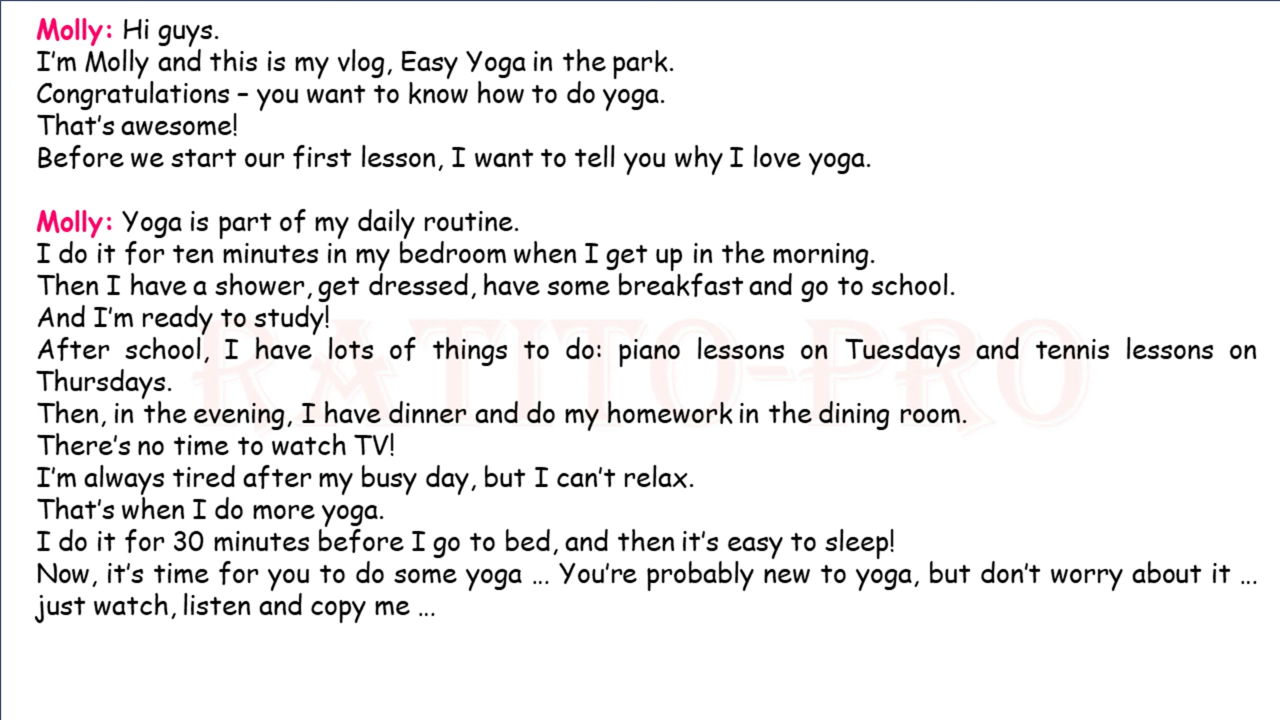 Molly: Hi guys.
I'm Molly and this is my vlog, Easy Yoga in the park.
Congratulations – you want to know how to do yoga.
That's awesome!
Before we start our first lesson, I want to tell you why I love yoga.
Molly: Yoga is part of my daily routine.
I do it for ten minutes in my bedroom when I get up in the morning.
Then I have a shower, get dressed, have some breakfast and go to school.
And I'm ready to study!
After school, I have lots of things to do: piano lessons on Tuesdays and tennis lessons on
Thursdays.
Then, in the evening, I have dinner and do my homework in the dining room.
There's no time to watch TV!
I'm always tired after my busy day, but I can't relax.
That's when I do more yoga.
I do it for 30 minutes before I go to bed, and then it's easy to sleep!
Now, it's time for you to do some yoga ... You're probably new to yoga, but don't worry about it ...
just watch, listen and copy me ...
RATITO-PRO